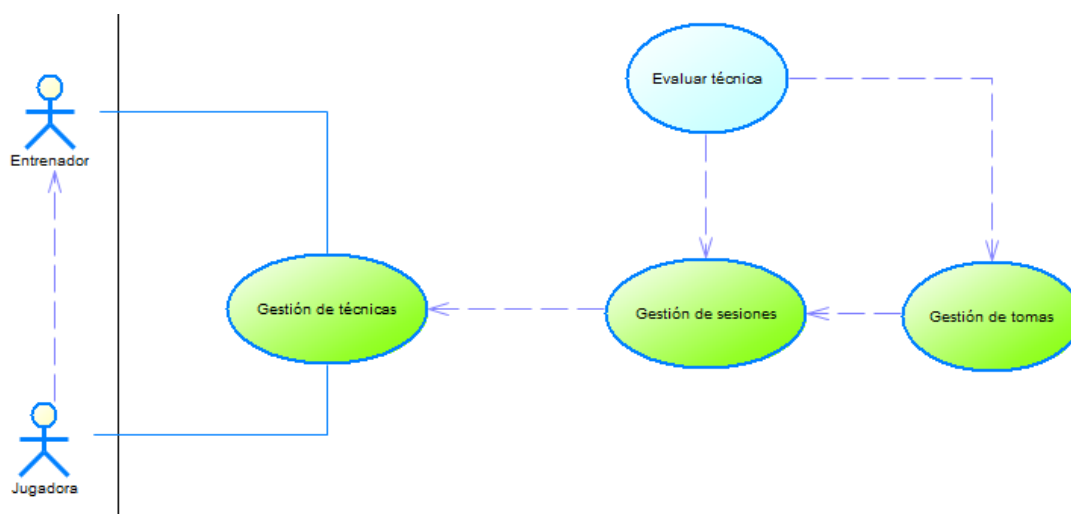 Evaluar técnica
Entrenador
Gestión de técnicas
Gestión de sesiones
Gestión de tomas
Jugadora